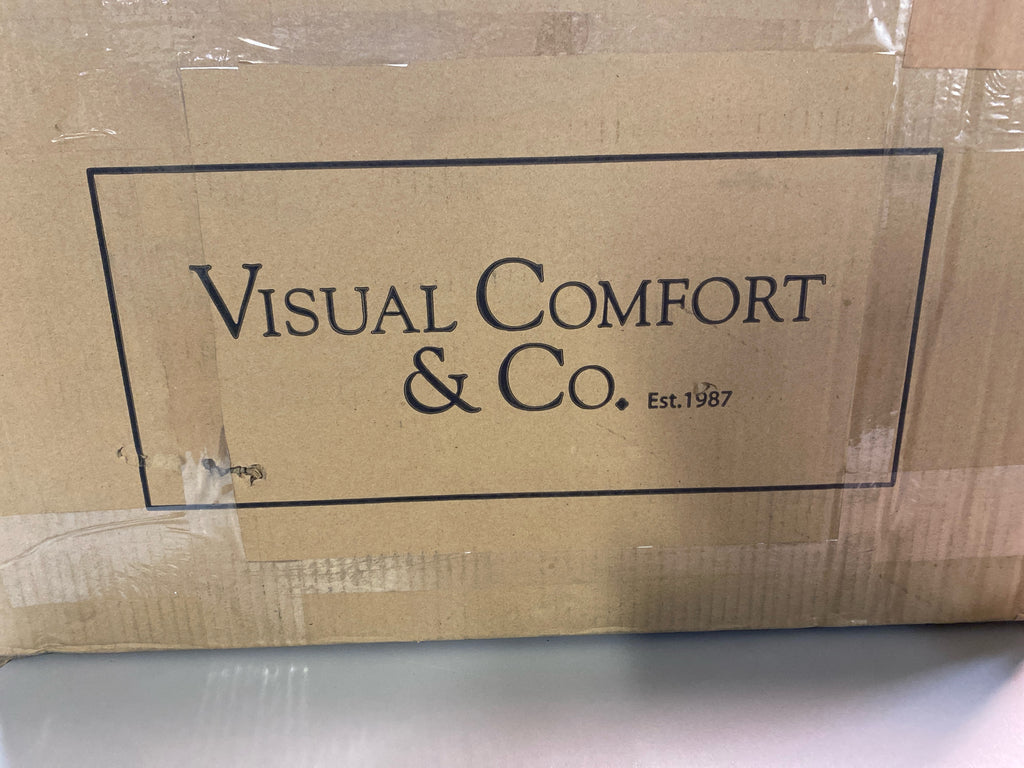 VISUAL COMFORT
& CO. Est.1987